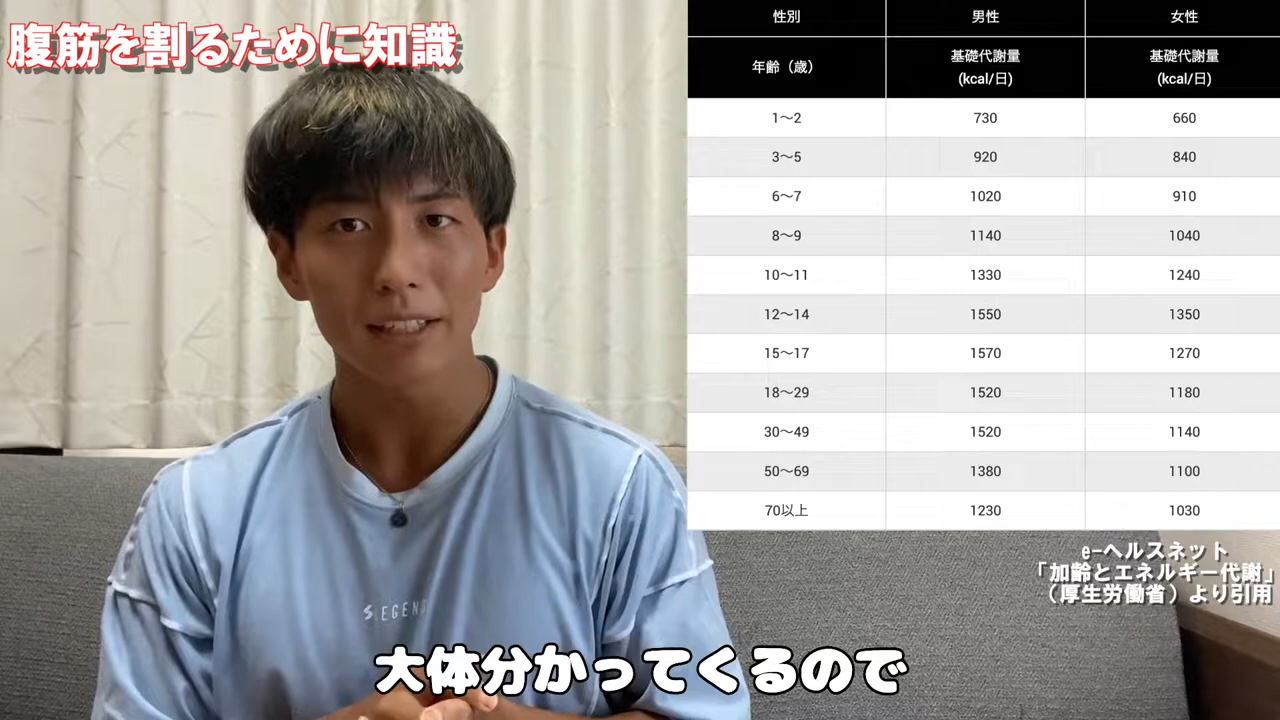 腹筋を割るために知識
性別 男性 女性
年齢（歳） 基礎代謝量 (kcal/日) 基礎代謝量 (kcal/日)
1〜2 730 660
3〜5 920 840
6〜7 1020 910
8〜9 1140 1040
10〜11 1330 1240
12〜14 1550 1350
15〜17 1570 1270
18〜29 1520 1180
30〜49 1520 1140
50〜69 1380 1100
70以上 1230 1030
e-ヘルスネット
「加齢とエネルギー代謝」
（厚生労働省）より引用
大体分かってくるので